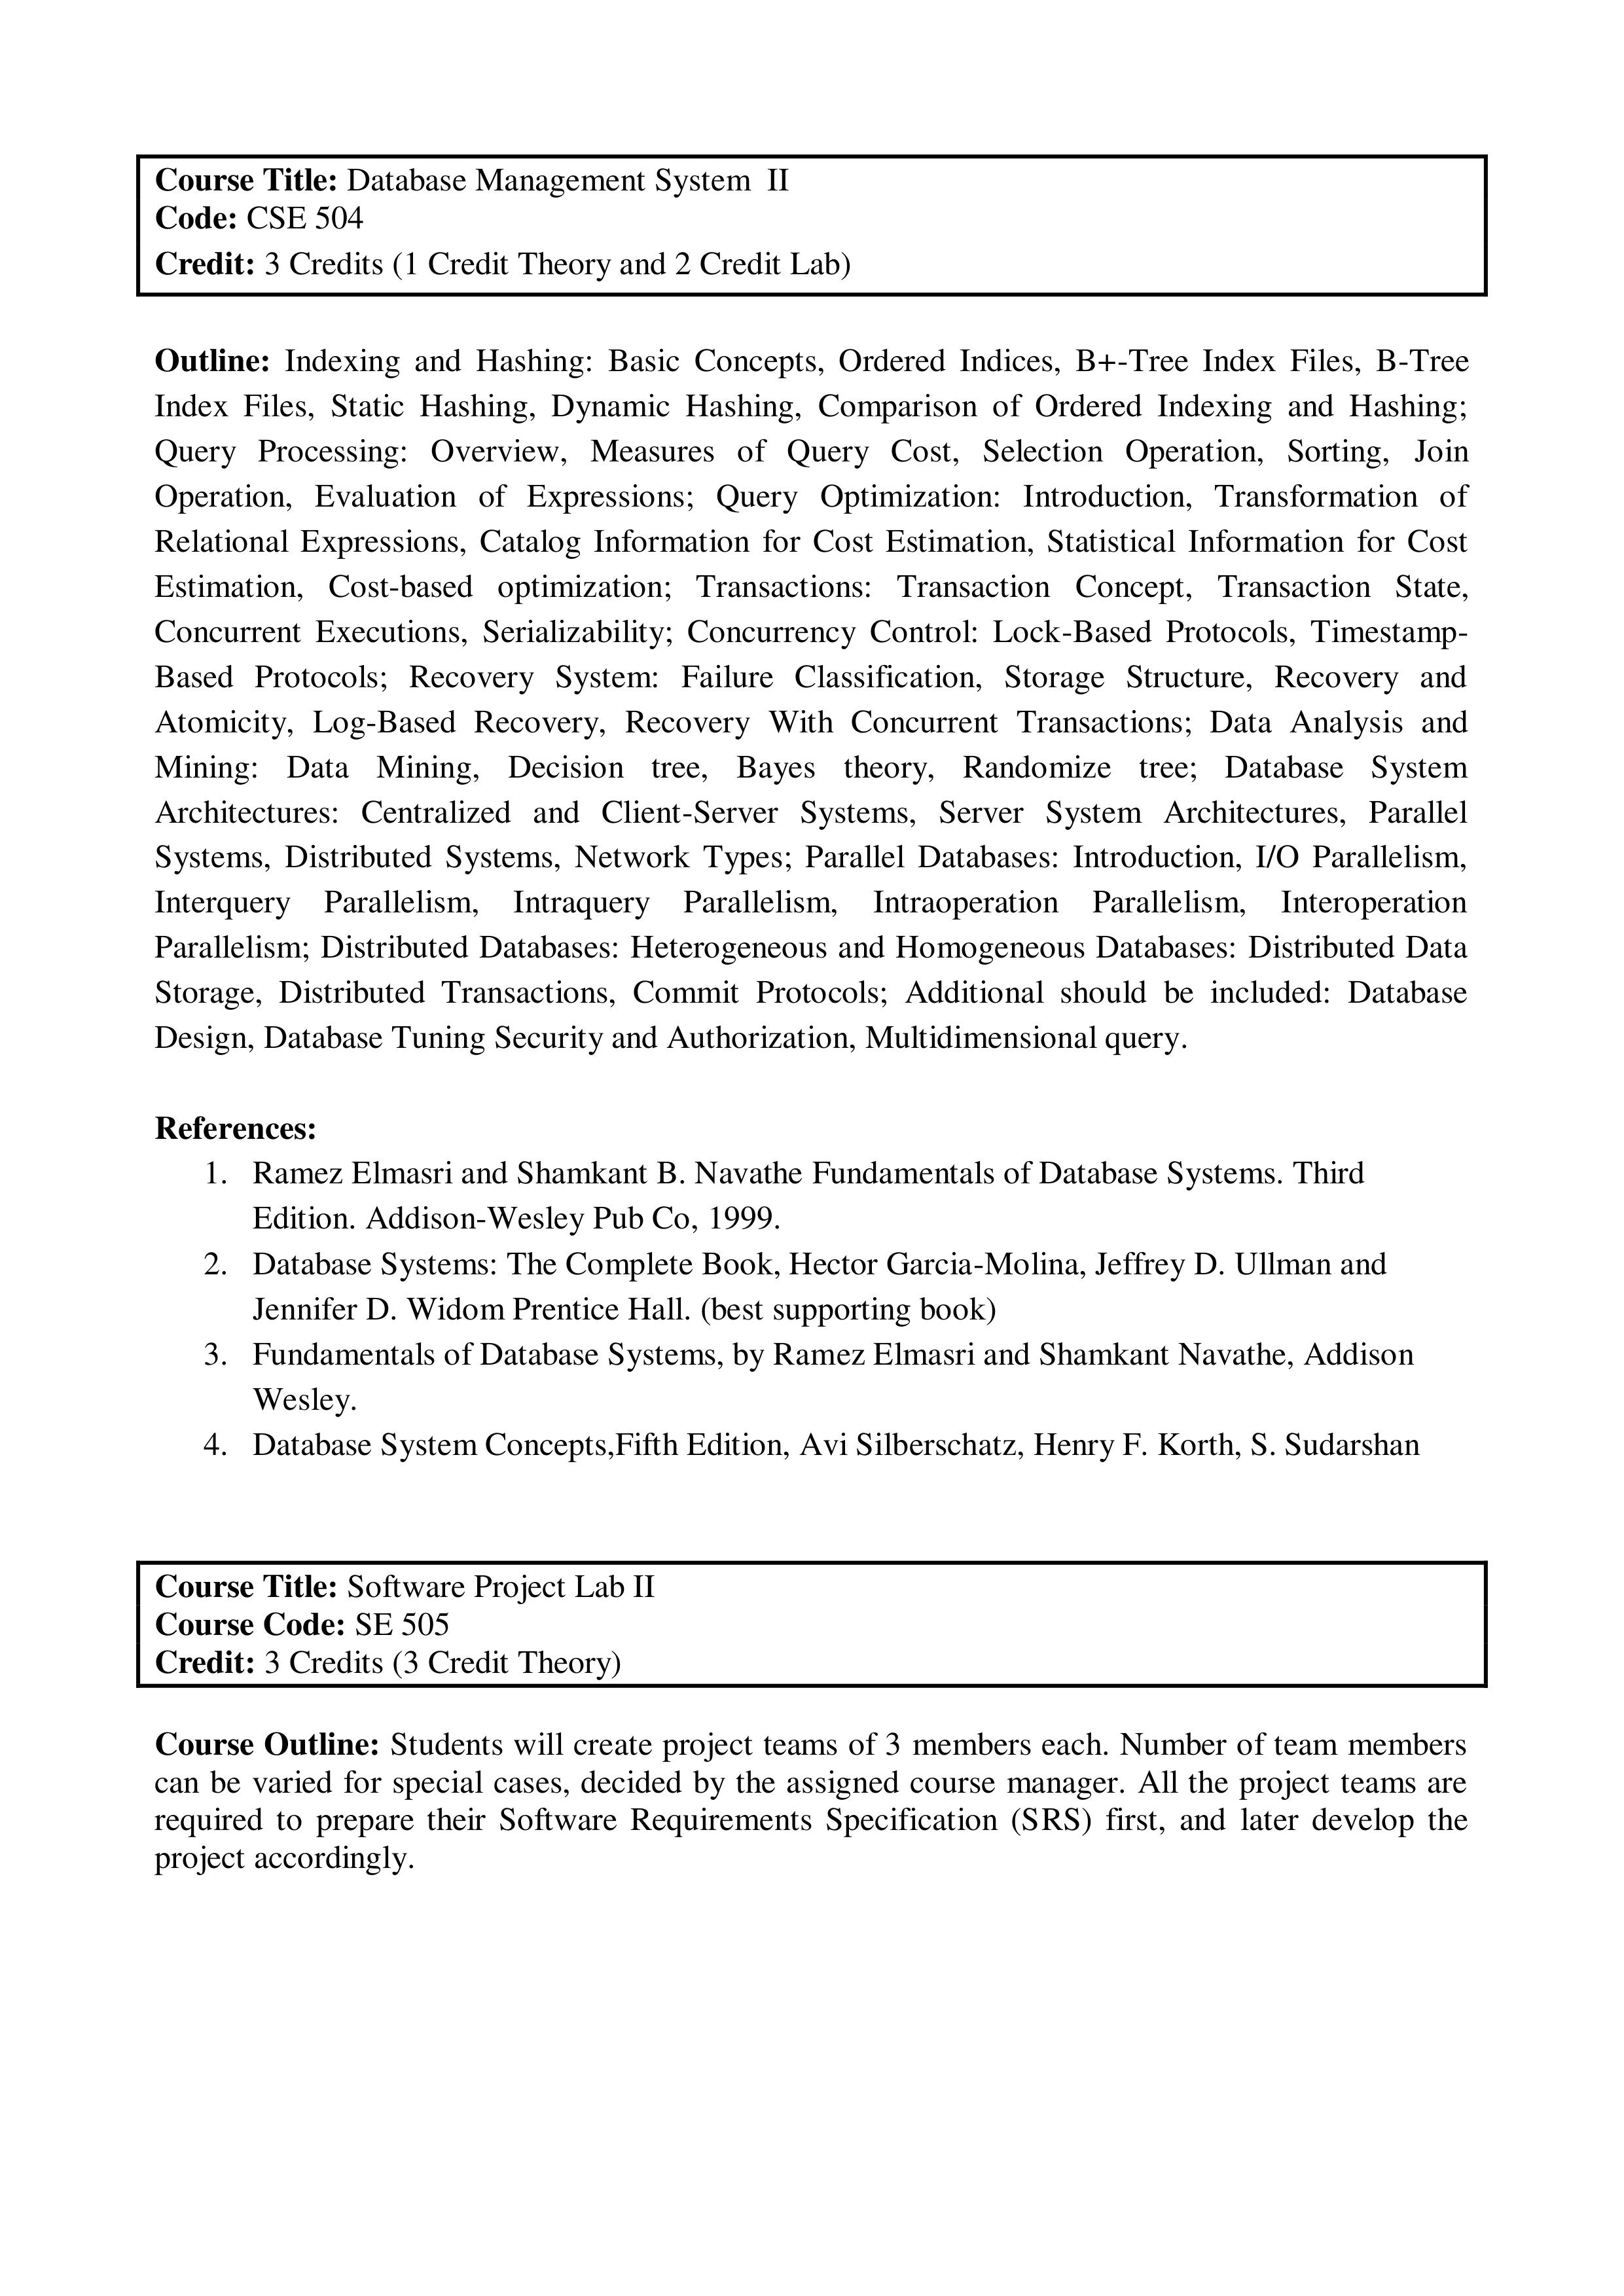 Course Title: Database Management System  II
Code: CSE 504
Credit: 3 Credits (1 Credit Theory and 2 Credit Lab)
Outline: Indexing and Hashing: Basic Concepts, Ordered Indices, B+-Tree Index Files, B-Tree
Index Files, Static Hashing, Dynamic Hashing, Comparison of Ordered Indexing and Hashing;
Query Processing: Overview, Measures of Query Cost, Selection Operation, Sorting, Join
Operation, Evaluation of Expressions; Query Optimization: Introduction, Transformation of
Relational Expressions, Catalog Information for Cost Estimation, Statistical Information for Cost
Estimation, Cost-based optimization; Transactions: Transaction Concept, Transaction State,
Concurrent Executions, Serializability; Concurrency Control: Lock-Based Protocols, Timestamp-
Based Protocols; Recovery System: Failure Classification, Storage Structure, Recovery and
Atomicity, Log-Based Recovery, Recovery With Concurrent Transactions; Data Analysis and
Mining: Data Mining, Decision tree, Bayes theory, Randomize tree; Database System
Architectures: Centralized and Client-Server Systems, Server System Architectures, Parallel
Systems, Distributed Systems, Network Types; Parallel Databases: Introduction, I/O Parallelism,
Interquery Parallelism, Intraquery Parallelism, Intraoperation Parallelism, Interoperation
Parallelism; Distributed Databases: Heterogeneous and Homogeneous Databases: Distributed Data
Storage, Distributed Transactions, Commit Protocols; Additional should be included: Database
Design, Database Tuning Security and Authorization, Multidimensional query.
References:
1. Ramez Elmasri and Shamkant B. Navathe Fundamentals of Database Systems. Third
Edition. Addison-Wesley Pub Co, 1999.
2. Database Systems: The Complete Book, Hector Garcia-Molina, Jeffrey D. Ullman and
Jennifer D. Widom Prentice Hall. (best supporting book)
3. Fundamentals of Database Systems, by Ramez Elmasri and Shamkant Navathe, Addison
Wesley.
4. Database System Concepts,Fifth Edition, Avi Silberschatz, Henry F. Korth, S. Sudarshan
Course Title: Software Project Lab II
Course Code: SE 505
Credit: 3 Credits (3 Credit Theory)
Course Outline: Students will create project teams of 3 members each. Number of team members
can be varied for special cases, decided by the assigned course manager. All the project teams are
required to prepare their Software Requirements Specification (SRS) first, and later develop the
project accordingly.